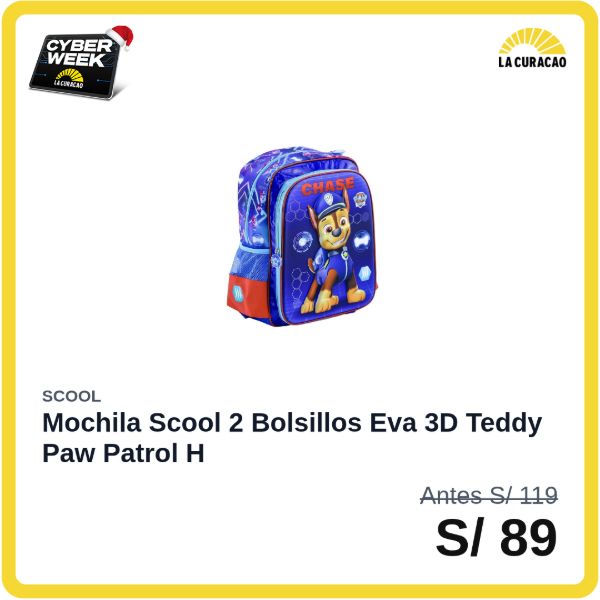 CYBER
WEEK
LA CURACAO
LA CURACAO
CHASE
SCOOL
Mochila Scool 2 Bolsillos Eva 3D Teddy
Paw Patrol H
Antes S/ 119
S/ 89